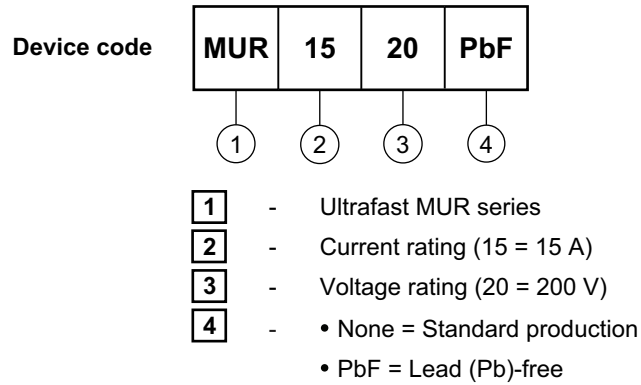 Device code MUR 15 20 PbF
1 2 3 4
1 - Ultrafast MUR series
2 - Current rating (15 = 15 A)
3 - Voltage rating (20 = 200 V)
4 - • None = Standard production
• PbF = Lead (Pb)-free